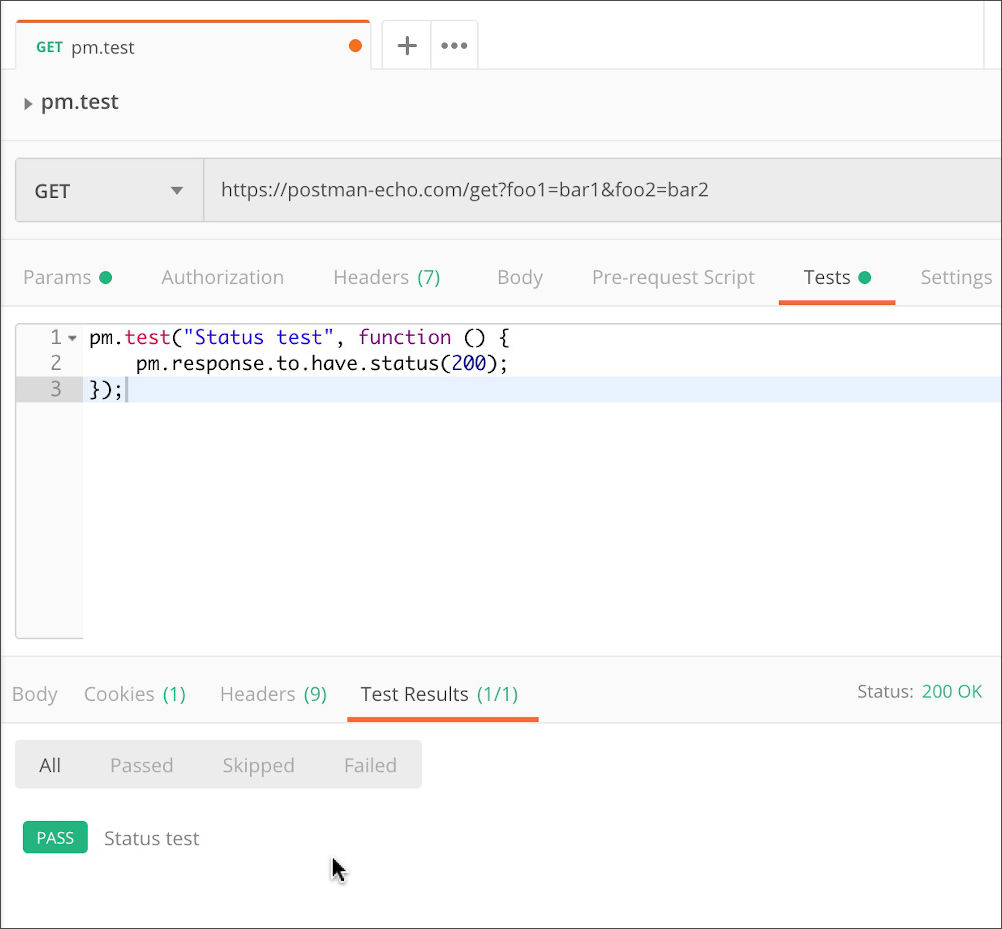 GET pm.test
pm.test
GET https://postman-echo.com/get?foo1=bar1&foo2=bar2
Params Authorization Headers (7) Body Pre-request Script Tests Settings
1 pm.test("Status test", function () {
2 pm.response.to.have.status(200);
3 });
Body Cookies (1) Headers (9) Test Results (1/1) Status: 200 OK
All Passed Skipped Failed
PASS Status test